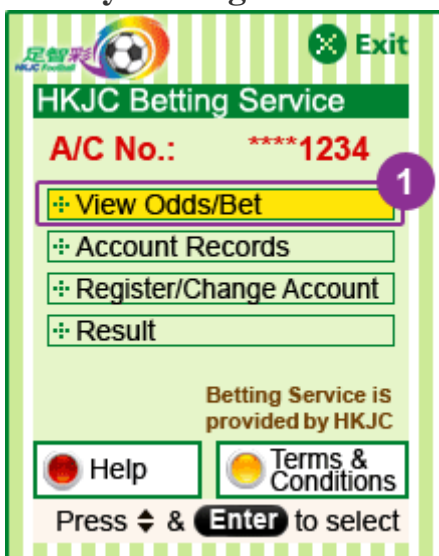 足智彩
HKJC Football
Exit
HKJC Betting Service
A/C No.: ****1234
1
View Odds/Bet
Account Records
Register/Change Account
Result
Betting Service is
provided by HKJC
Help
Terms &
Conditions
Press & Enter to select